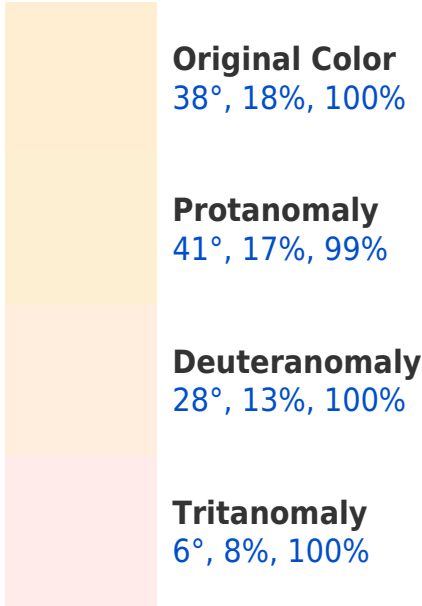 Original Color
38°, 18%, 100%
Protanomaly
41°, 17%, 99%
Deuteranomaly
28°, 13%, 100%
Tritanomaly
6°, 8%, 100%